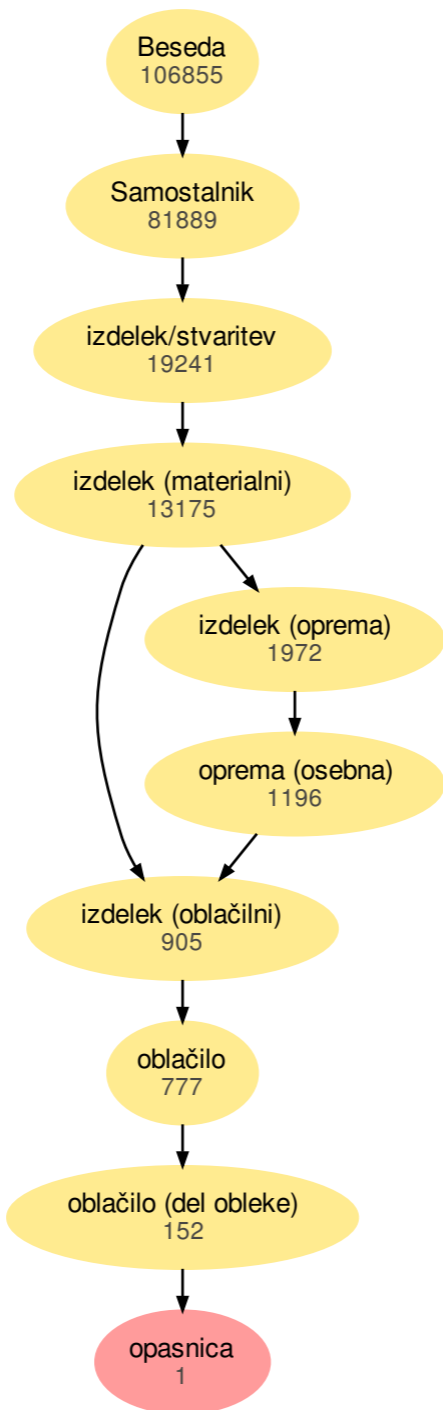 Beseda
106855
Samostalnik
81889
izdelek/stvaritev
19241
izdelek (materialni)
13175
izdelek (oprema)
1972
oprema (osebna)
1196
izdelek (oblačilni)
905
oblačilo
777
oblačilo (del obleke)
152
opasnica
1